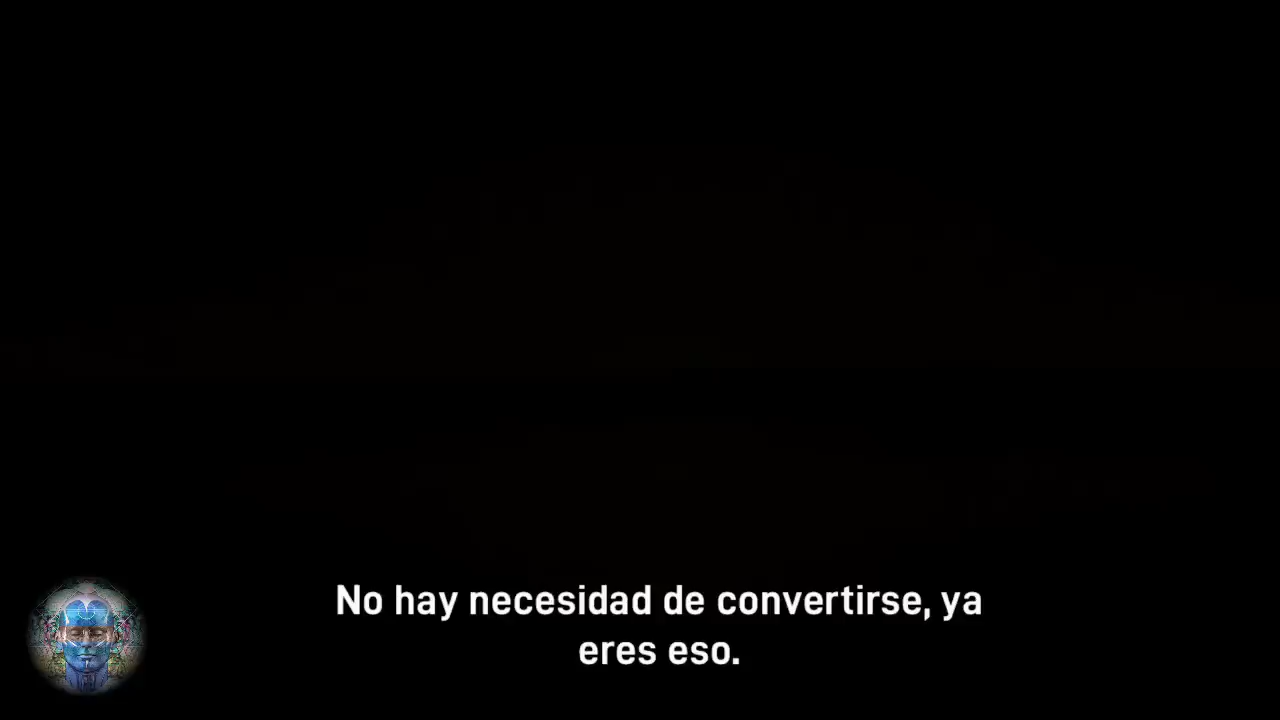 No hay necesidad de convertirse, ya
eres eso.